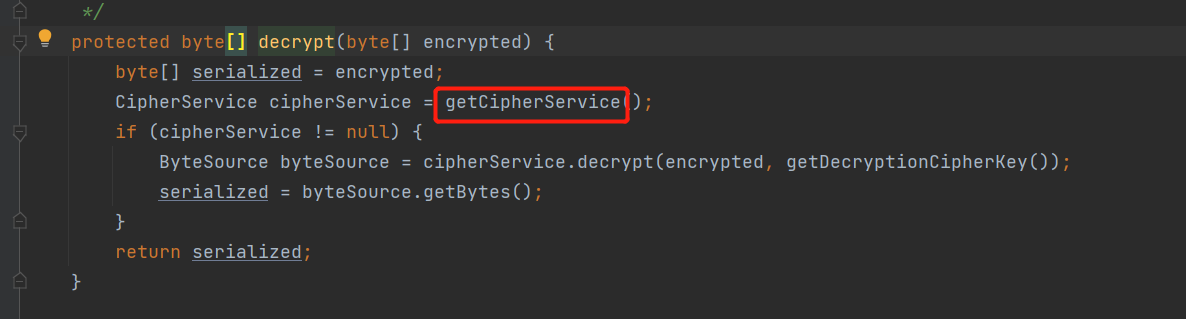 */
protected byte[] decrypt(byte[] encrypted) {
byte[] serialized = encrypted;
CipherService cipherService = getCipherService();
if (cipherService != null) {
ByteSource byteSource = cipherService.decrypt(encrypted, getDecryptionCipherKey());
serialized = byteSource.getBytes();
}
return serialized;
}